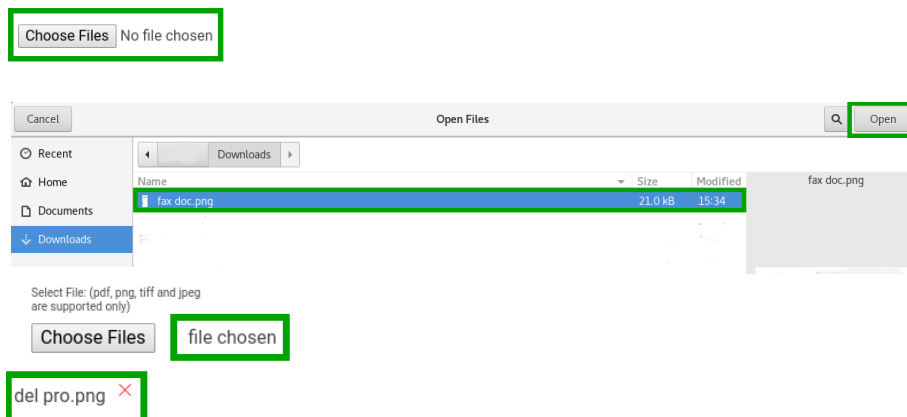 Choose Files No file chosen
Cancel Open Files Open
Recent Downloads
Home Name Size Modified fax doc.png
Documents fax doc.png 21.0 kB 15:34
Downloads
Select File: (pdf, png, tiff and jpeg
are supported only)
Choose Files file chosen
del pro.png